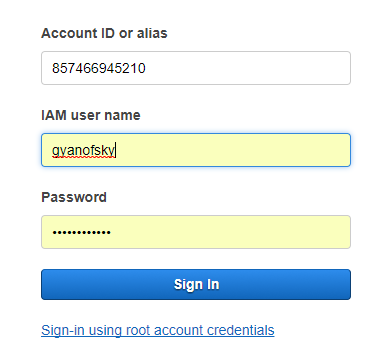 Account ID or alias
857466945210
IAM user name
gyanofsky
Password
••••••••••••
Sign In
Sign-in using root account credentials